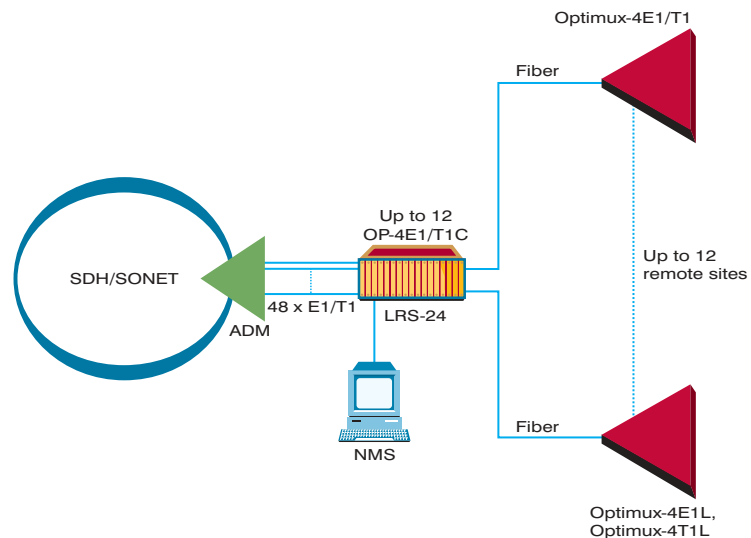 Optimux-4E1/T1
Fiber
Up to 12
OP-4E1/T1C
SDH/SONET
Up to 12
remote sites
48 x E1/T1
LRS-24
ADM
Fiber
NMS
Optimux-4E1L,
Optimux-4T1L